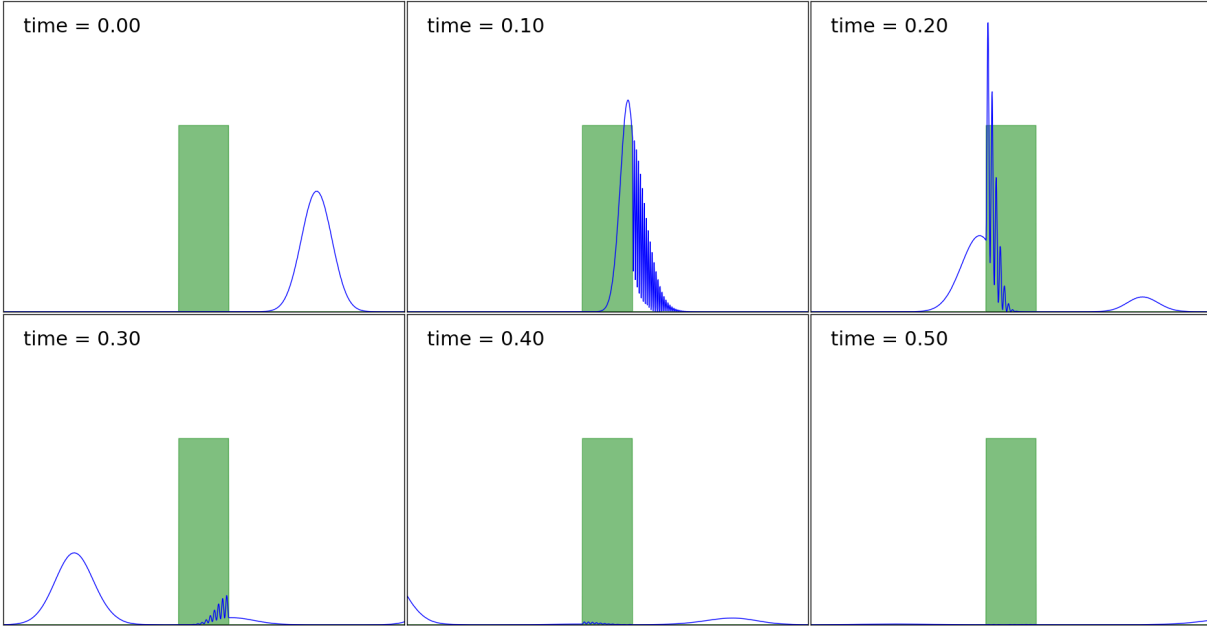 time = 0.00
time = 0.10
time = 0.20
time = 0.30
time = 0.40
time = 0.50